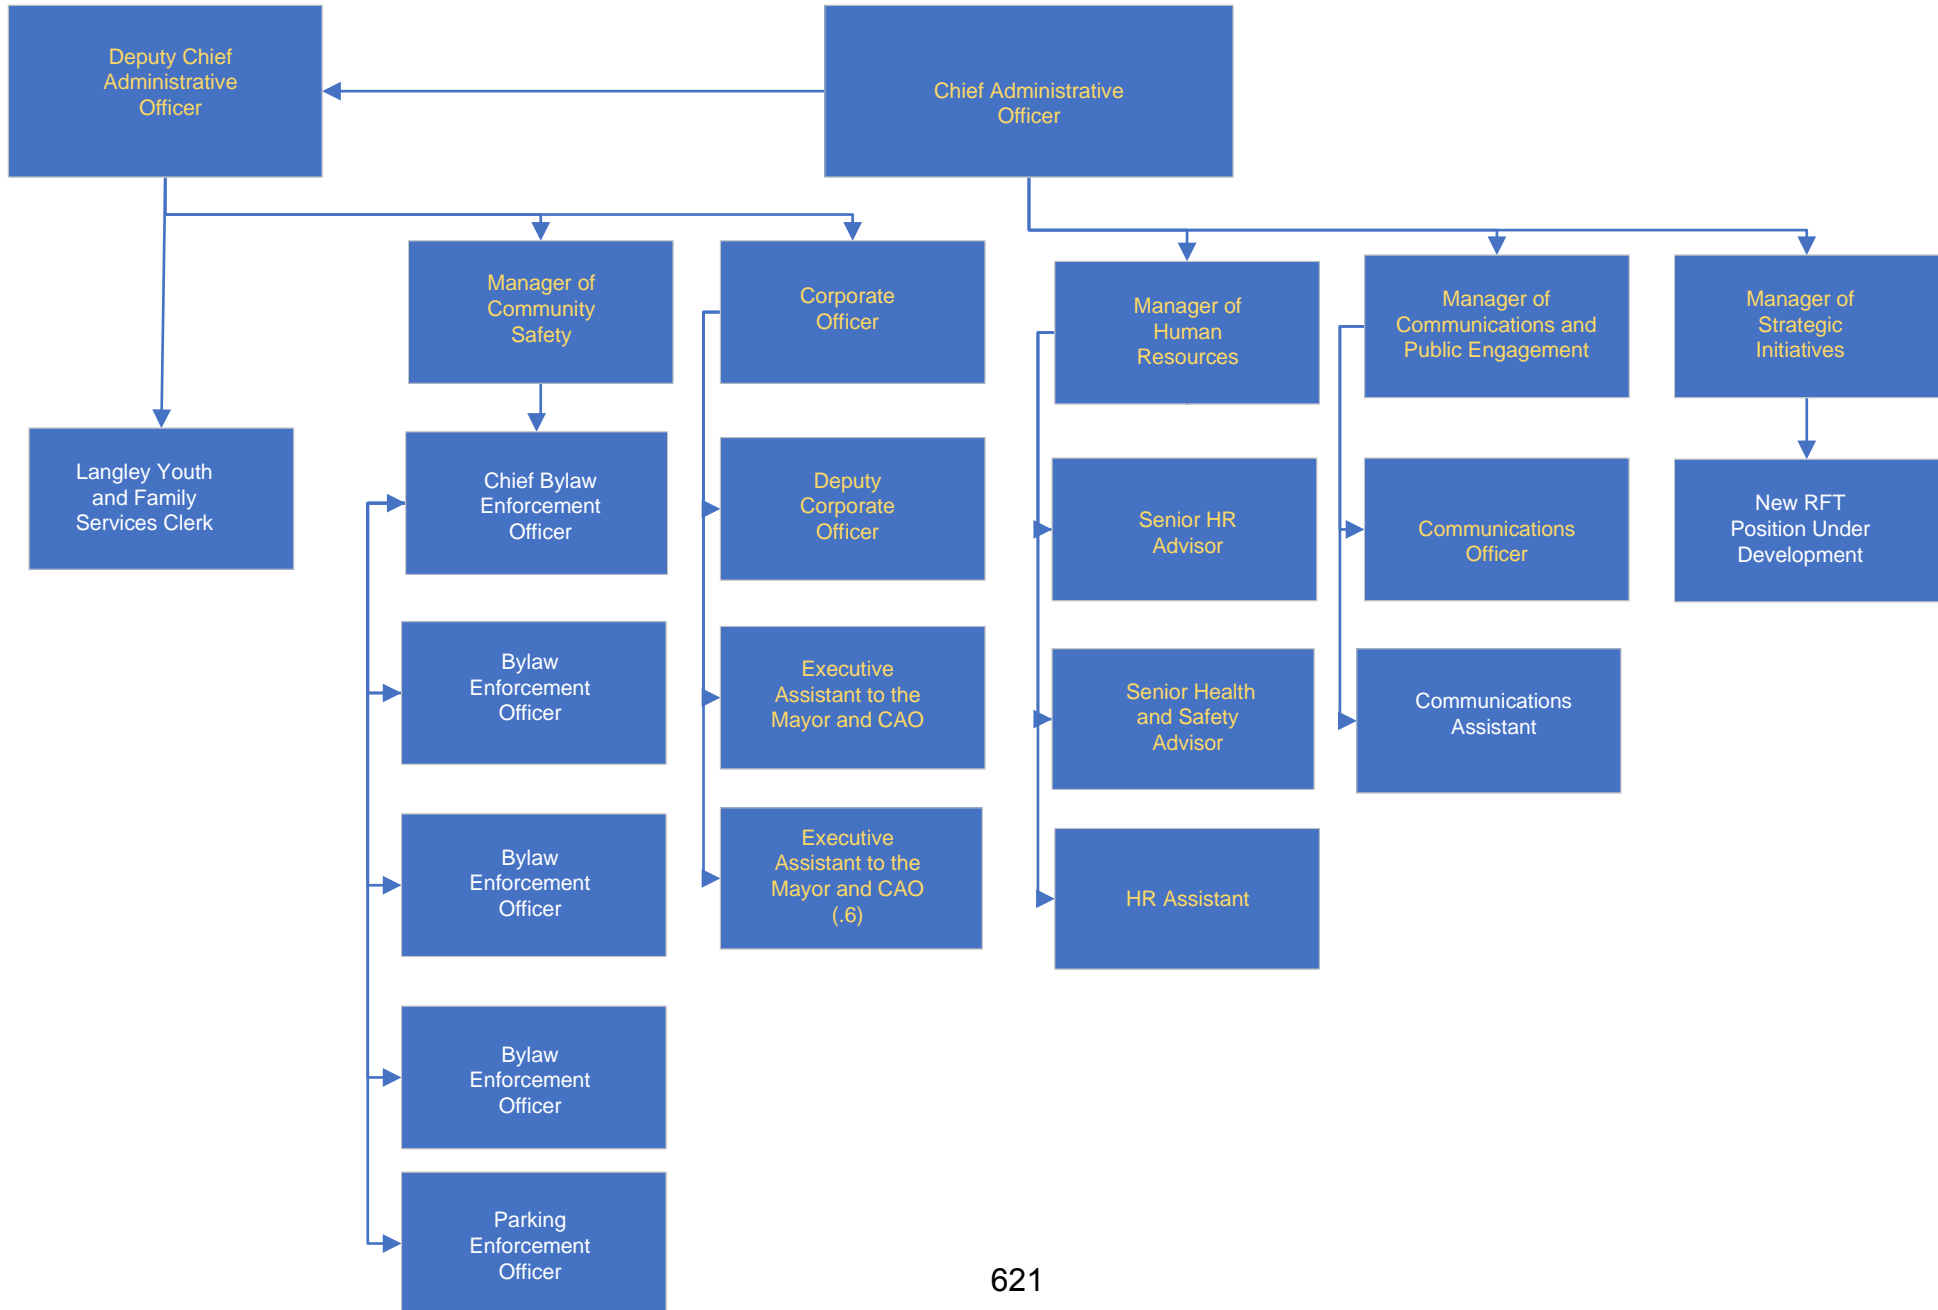 Deputy Chief
Administrative
Officer
Chief Administrative
Officer
Manager of
Community
Safety
Corporate
Officer
Manager of
Human
Resources
Manager of
Communications and
Public Engagement
Manager of
Strategic
Initiatives
Langley Youth
and Family
Services Clerk
Chief Bylaw
Enforcement
Officer
Deputy
Corporate
Officer
Senior HR
Advisor
Communications
Officer
New RFT
Position Under
Development
Bylaw
Enforcement
Officer
Executive
Assistant to the
Mayor and CAO
Senior Health
and Safety
Advisor
Communications
Assistant
Bylaw
Enforcement
Officer
Executive
Assistant to the
Mayor and CAO
(.6)
HR Assistant
Bylaw
Enforcement
Officer
Parking
Enforcement
Officer
621